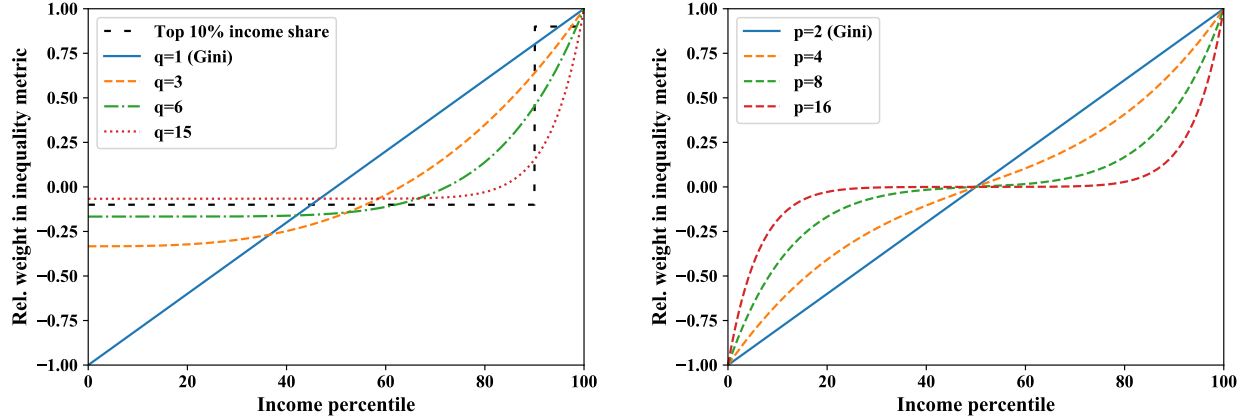 Top 10% income share
q=1 (Gini)
q=3
q=6
q=15
1.00
0.75
0.50
0.25
0.00
−0.25
−0.50
−0.75
−1.00
Rel. weight in inequality metric
0
20
40
60
80
100
Income percentile
p=2 (Gini)
p=4
p=8
p=16
1.00
0.75
0.50
0.25
0.00
−0.25
−0.50
−0.75
−1.00
Rel. weight in inequality metric
0
20
40
60
80
100
Income percentile